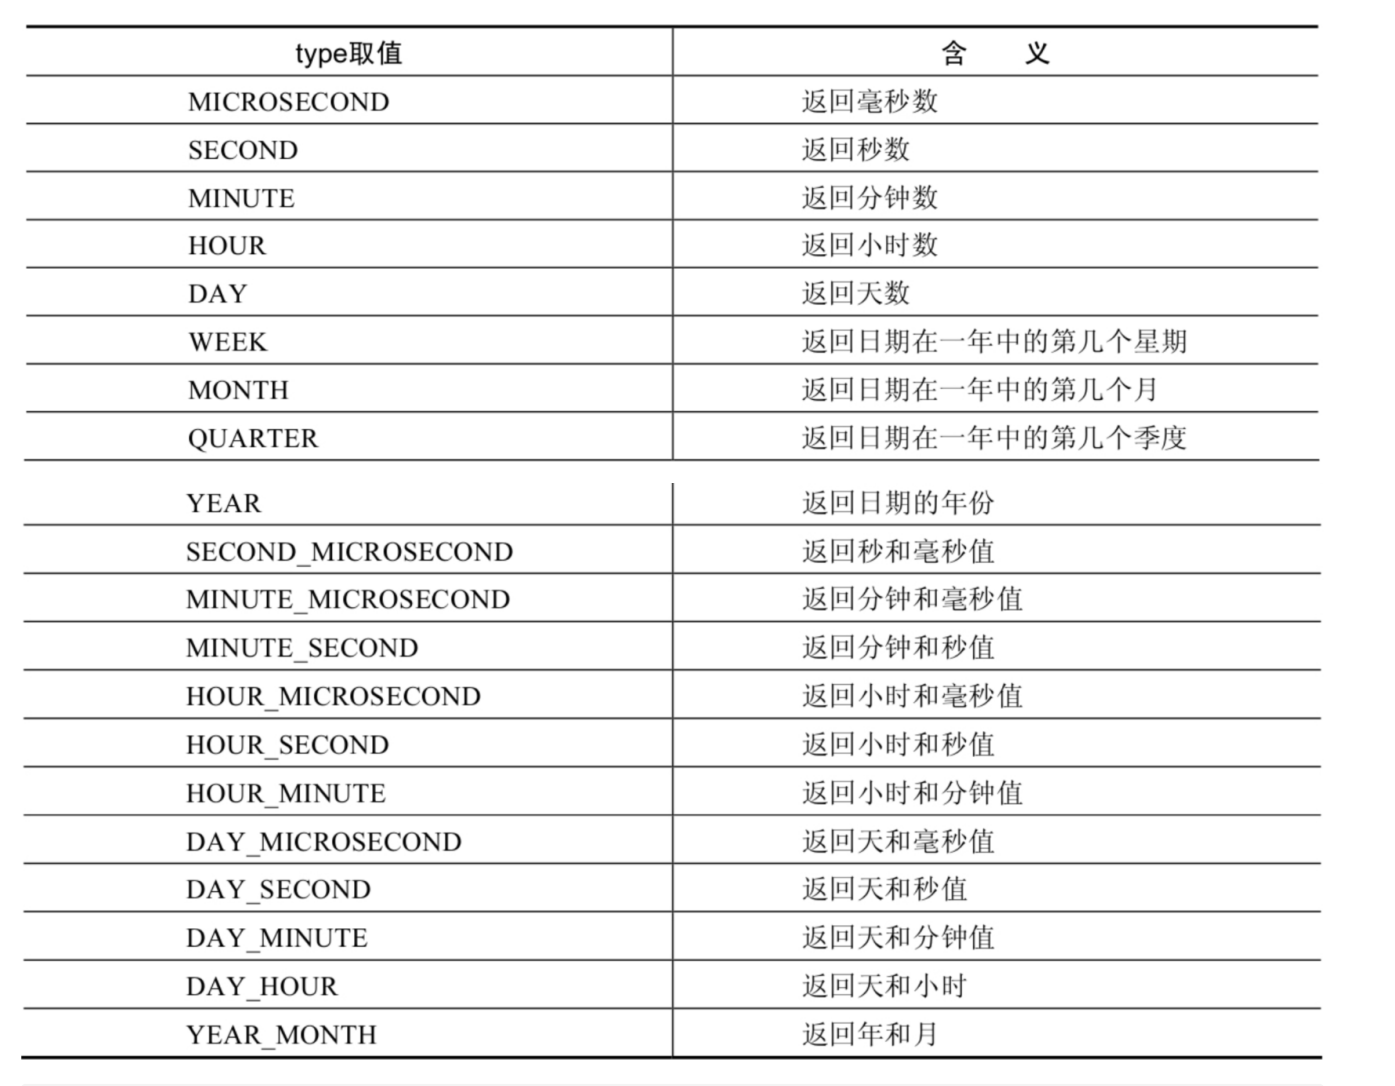 type取值 含 义
MICROSECOND 返回毫秒数
SECOND 返回秒数
MINUTE 返回分钟数
HOUR 返回小时数
DAY 返回天数
WEEK 返回日期在一年中的第几个星期
MONTH 返回日期在一年中的第几个月
QUARTER 返回日期在一年中的第几个季度
YEAR 返回日期的年份
SECOND_MICROSECOND 返回秒和毫秒值
MINUTE_MICROSECOND 返回分钟和毫秒值
MINUTE_SECOND 返回分钟和秒值
HOUR_MICROSECOND 返回小时和毫秒值
HOUR_SECOND 返回小时和秒值
HOUR_MINUTE 返回小时和分钟值
DAY_MICROSECOND 返回天和毫秒值
DAY_SECOND 返回天和秒值
DAY_MINUTE 返回天和分钟值
DAY_HOUR 返回天和小时
YEAR_MONTH 返回年和月